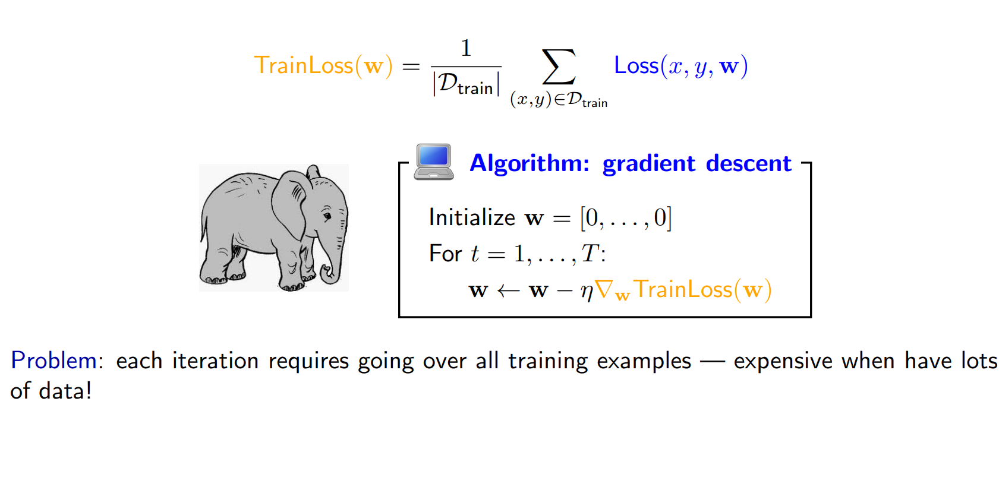 TrainLoss(w) = 1/|D_train| ∑_{(x,y)∈D_train} Loss(x, y, w)
Algorithm: gradient descent
Initialize w = [0, . . . , 0]
For t = 1, . . . , T:
w ← w − η∇_w TrainLoss(w)
Problem: each iteration requires going over all training examples — expensive when have lots
of data!